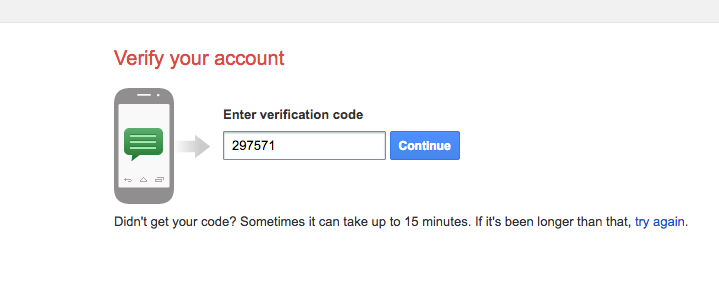 Verify your account
Enter verification code
297571
Continue
Didn't get your code? Sometimes it can take up to 15 minutes. If it's been longer than that, try again.